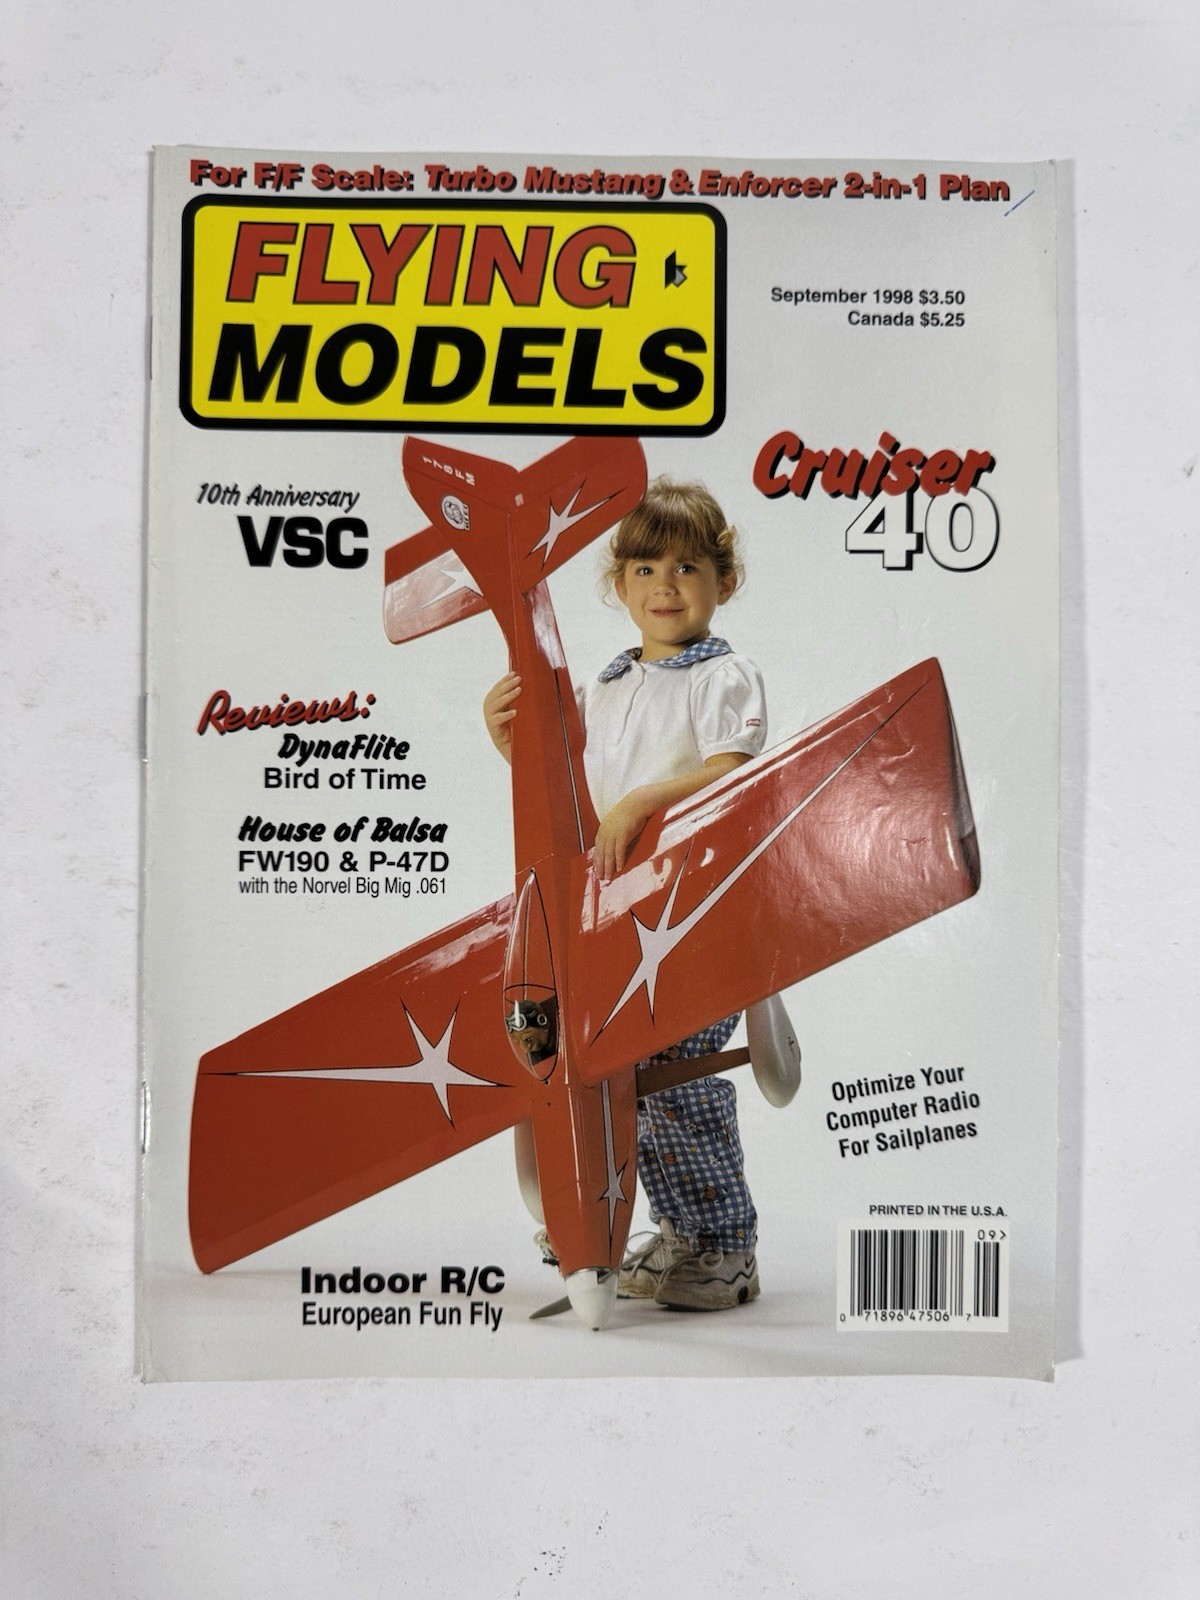 For F/F Scale: Turbo Mustang & Enforcer 2-in-1 Plan
FLYING
MODELS
September 1998 $3.50
Canada $5.25
Cruiser
40
10th Anniversary
VSC
178FM
Reviews:
DynaFlite
Bird of Time
House of Balsa
FW190 & P-47D
with the Norvel Big Mig .061
Optimize Your
Computer Radio
For Sailplanes
Indoor R/C
European Fun Fly
PRINTED IN THE U.S.A.
09>
0 71896 47506 7